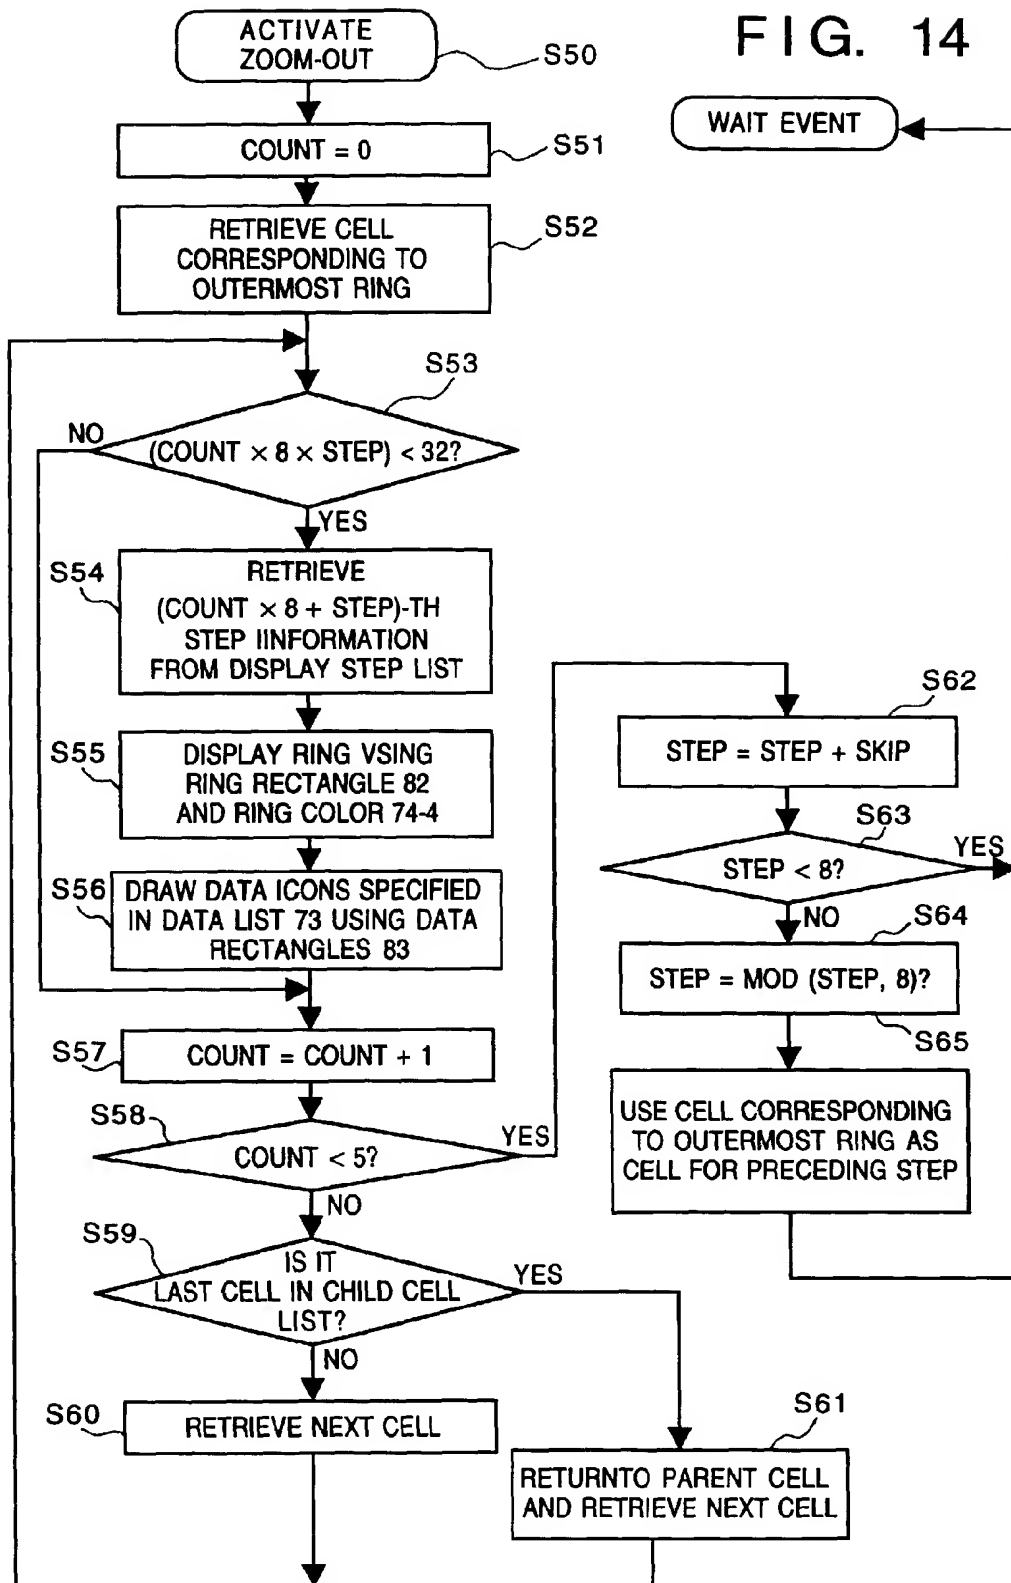 FIG. 14
ACTIVATE
ZOOM-OUT
S50
WAIT EVENT
COUNT = 0
S51
RETRIEVE CELL
CORRESPONDING TO
OUTERMOST RING
S52
S53
NO
(COUNT × 8 × STEP) < 32?
YES
S54
RETRIEVE
(COUNT × 8 + STEP)-TH
STEP IINFORMATION
FROM DISPLAY STEP LIST
S55
DISPLAY RING VSING
RING RECTANGLE 82
AND RING COLOR 74-4
S56
DRAW DATA ICONS SPECIFIED
IN DATA LIST 73 USING DATA
RECTANGLES 83
S57
COUNT = COUNT + 1
S58
COUNT < 5?
YES
NO
S59
IS IT
LAST CELL IN CHILD CELL
LIST?
YES
NO
S60
RETRIEVE NEXT CELL
S61
RETURNTO PARENT CELL
AND RETRIEVE NEXT CELL
S62
STEP = STEP + SKIP
S63
STEP < 8?
YES
NO
S64
STEP = MOD (STEP, 8)?
S65
USE CELL CORRESPONDING
TO OUTERMOST RING AS
CELL FOR PRECEDING STEP